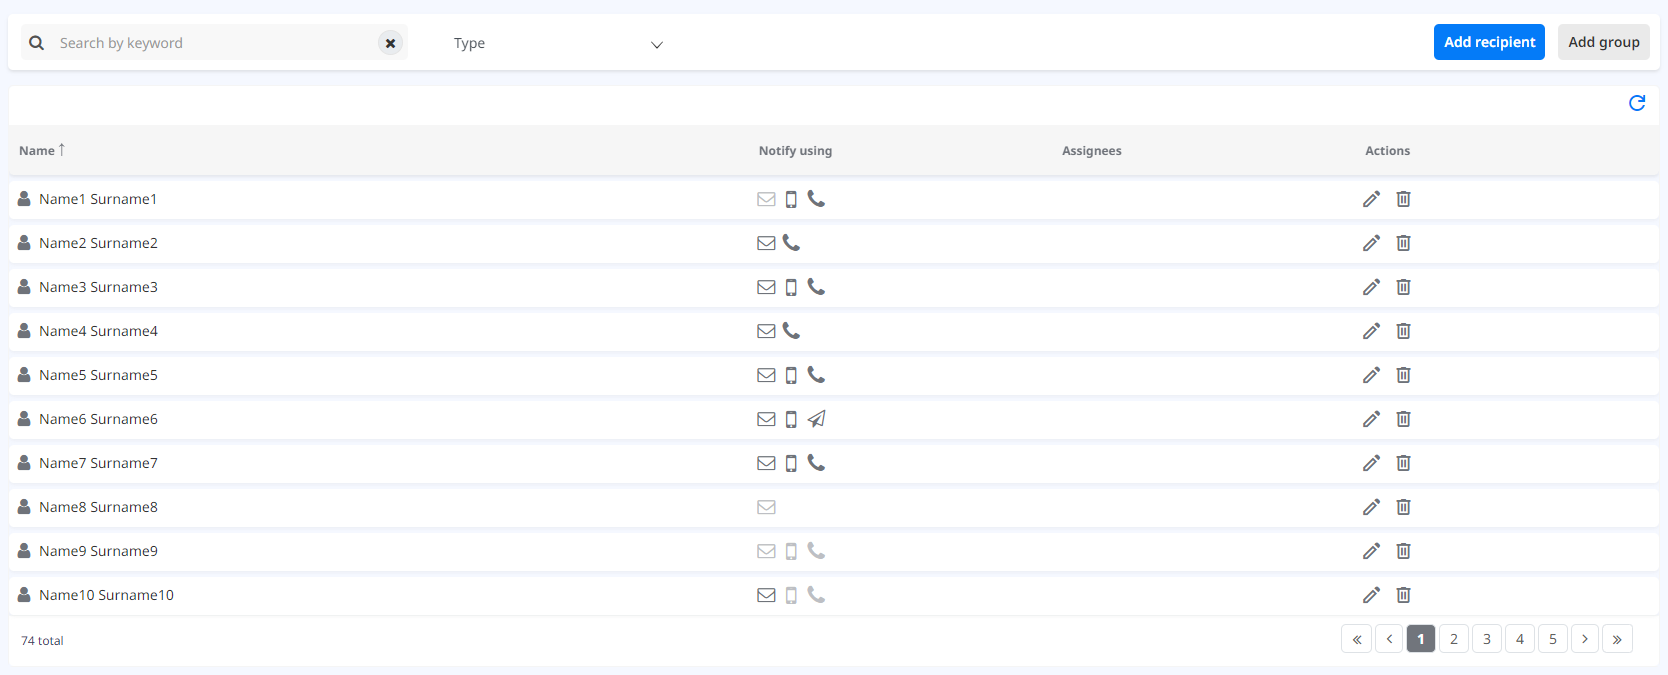 Search by keyword Type Add recipient Add group
Name Notify using Assignees Actions
Name1 Surname1
Name2 Surname2
Name3 Surname3
Name4 Surname4
Name5 Surname5
Name6 Surname6
Name7 Surname7
Name8 Surname8
Name9 Surname9
Name10 Surname10
74 total « ‹ 1 2 3 4 5 › »